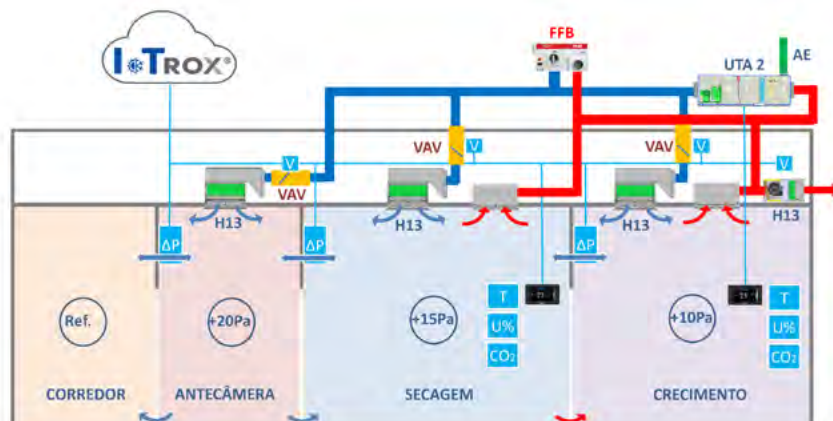 I TROX®
FFB
UTA 2
AE
VAV
V
VAV
V
VAV
V
V
H13
H13
H13
H13
ΔP
ΔP
ΔP
T
U%
CO₂
T
U%
CO₂
Ref.
+20Pa
+15Pa
+10Pa
CORREDOR
ANTECÂMERA
SECAGEM
CRECIMENTO